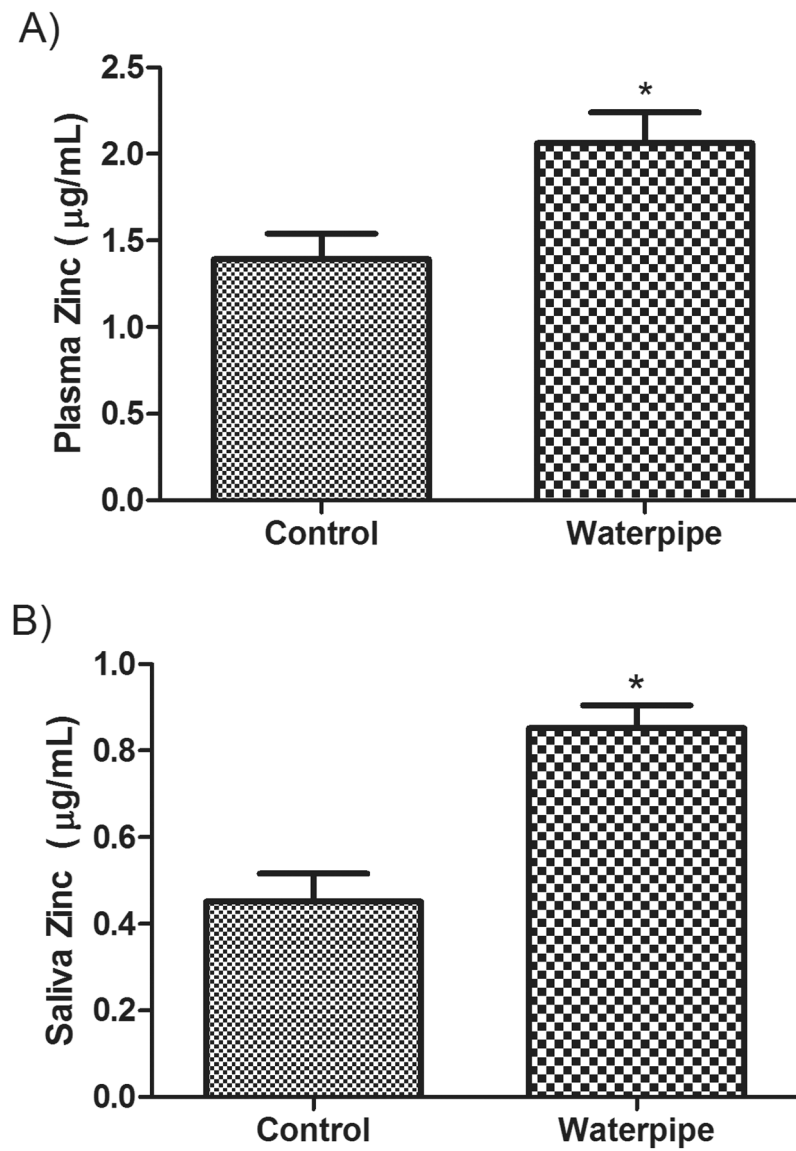 A)
Plasma Zinc ( μg/mL)
2.5
2.0
1.5
1.0
0.5
0.0
*
Control
Waterpipe
B)
Saliva Zinc ( μg/mL)
1.0
0.8
0.6
0.4
0.2
0.0
*
Control
Waterpipe